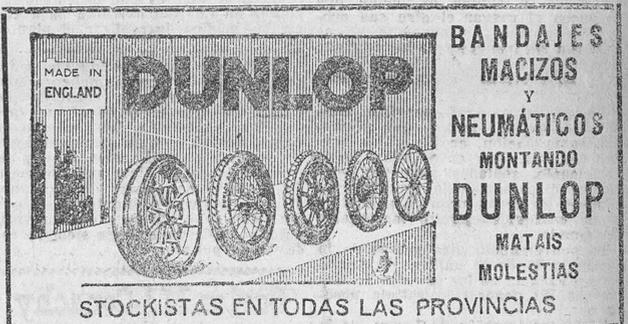 MADE IN
ENGLAND
DUNLOP
BANDAJES
MACIZOS
Y
NEUMÁTICOS
MONTANDO
DUNLOP
MATAIS
MOLESTIAS
STOCKISTAS EN TODAS LAS PROVINCIAS